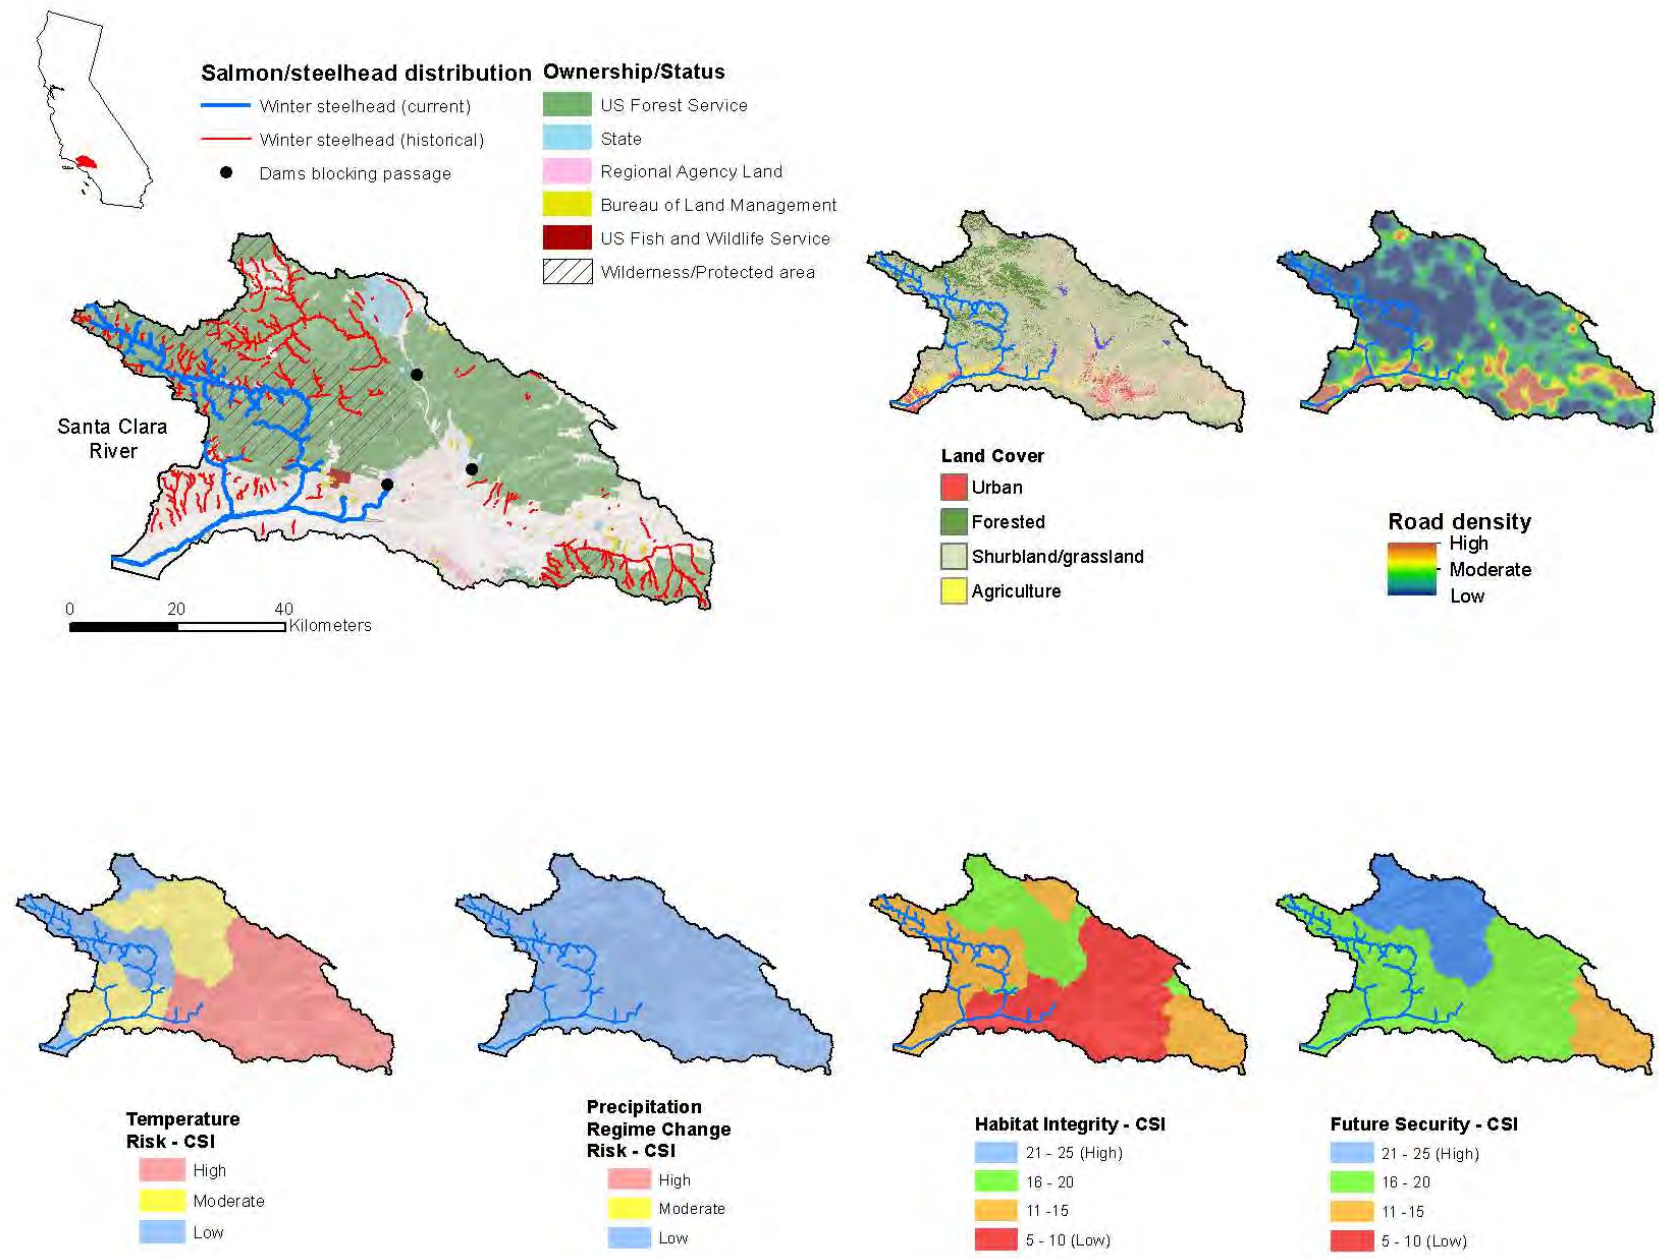 Salmon/steelhead distribution
Winter steelhead (current)
Winter steelhead (historical)
Dams blocking passage
Ownership/Status
US Forest Service
State
Regional Agency Land
Bureau of Land Management
US Fish and Wildlife Service
Wilderness/Protected area
Santa Clara
River
0 20 40
Kilometers
Land Cover
Urban
Forested
Shurbland/grassland
Agriculture
Road density
High
Moderate
Low
Temperature
Risk - CSI
High
Moderate
Low
Precipitation
Regime Change
Risk - CSI
High
Moderate
Low
Habitat Integrity - CSI
21 - 25 (High)
16 - 20
11 -15
5 - 10 (Low)
Future Security - CSI
21 - 25 (High)
16 - 20
11 -15
5 - 10 (Low)